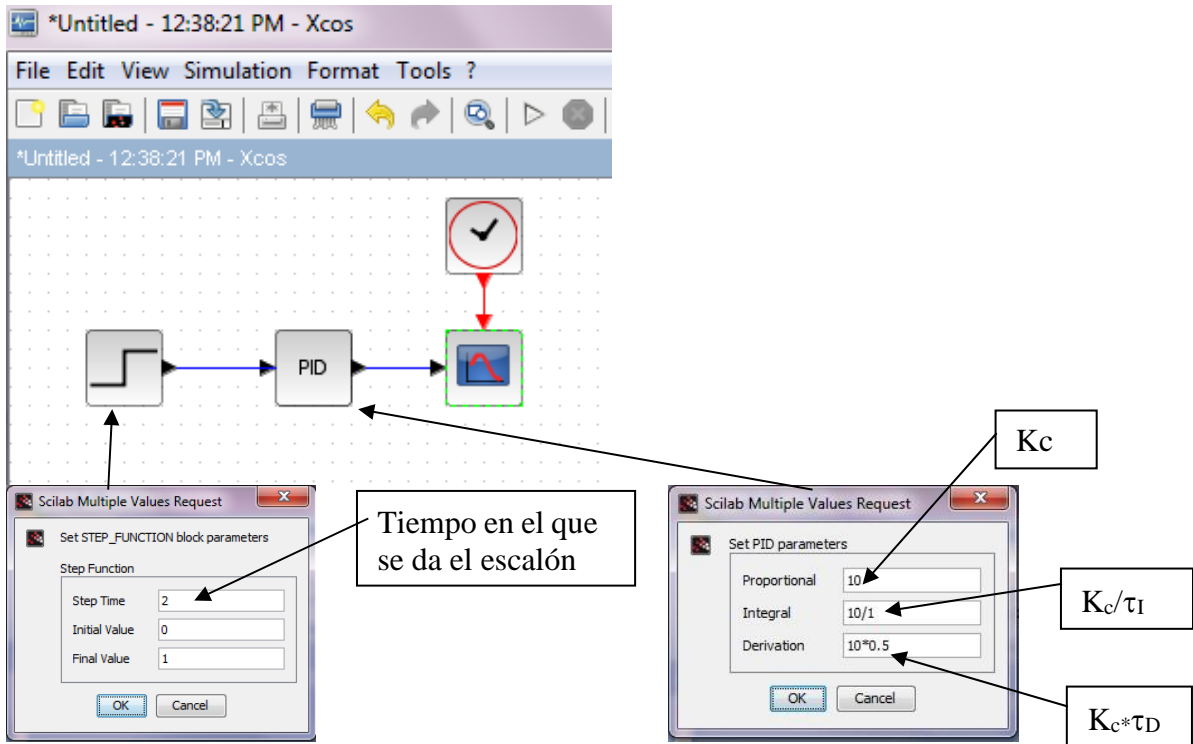 *Untitled - 12:38:21 PM - Xcos
File Edit View Simulation Format Tools ?
*Untitled - 12:38:21 PM - Xcos
PID
Kc
Scilab Multiple Values Request
Set STEP_FUNCTION block parameters
Step Function
Step Time 2
Initial Value 0
Final Value 1
OK Cancel
Tiempo en el que
se da el escalón
Scilab Multiple Values Request
Set PID parameters
Proportional 10
Integral 10/1
Derivation 10*0.5
OK Cancel
Kc/τI
Kc*τD